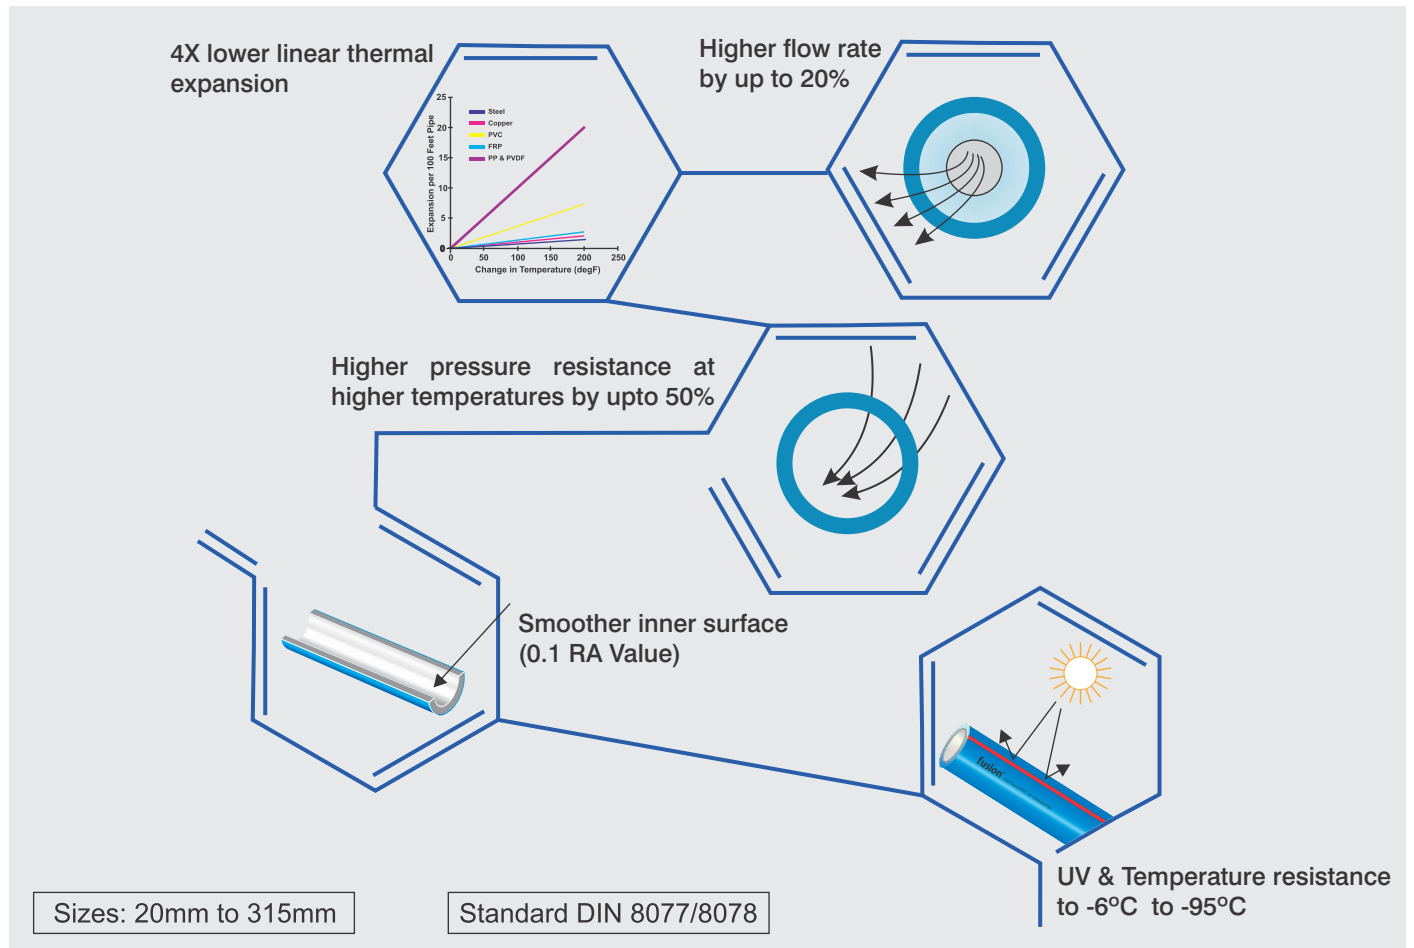 4X lower linear thermal
expansion
Higher flow rate
by up to 20%
Expansion per 100 Feet Pipe
25
20
15
10
5
0
Steel
Copper
PVC
FRP
PP & PVDF
0 50 100 150 200 250
Change in Temperature (degF)
Higher pressure resistance at
higher temperatures by upto 50%
Smoother inner surface
(0.1 RA Value)
fusion
UV & Temperature resistance
to -6ºC to -95ºC
Sizes: 20mm to 315mm
Standard DIN 8077/8078